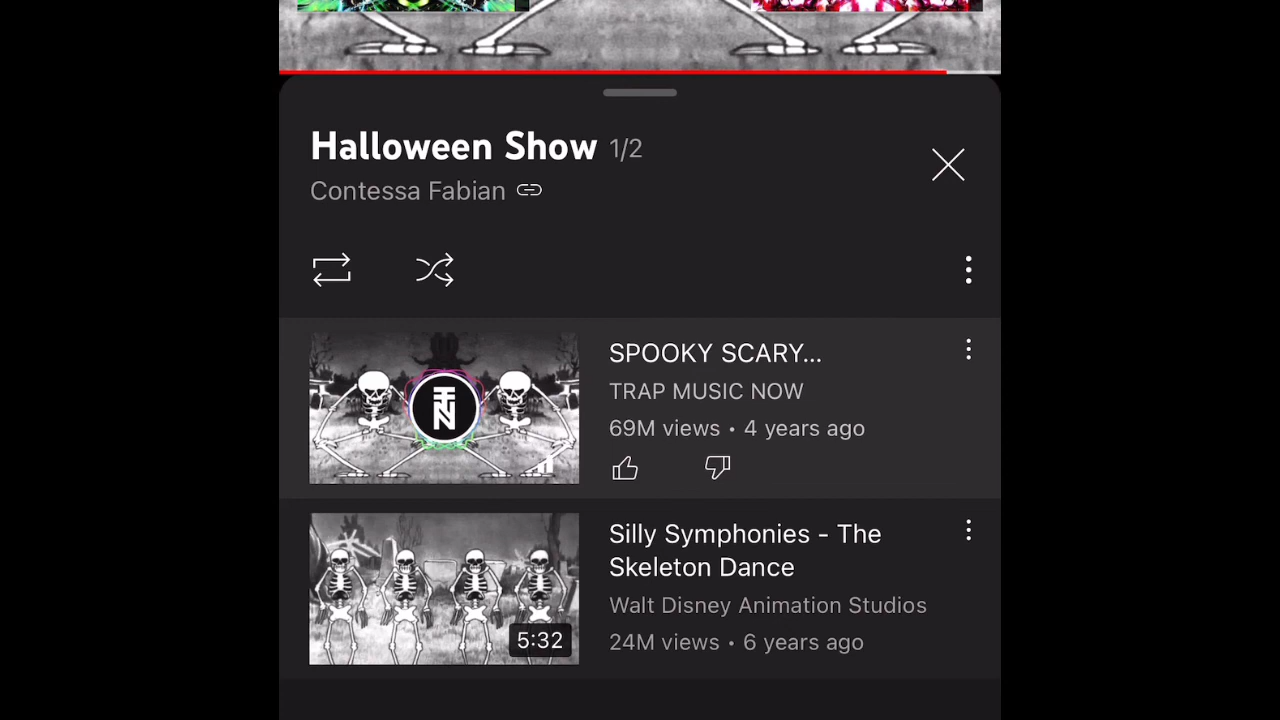 Halloween Show 1/2
Contessa Fabian
SPOOKY SCARY...
TRAP MUSIC NOW
69M views • 4 years ago
Silly Symphonies - The
Skeleton Dance
Walt Disney Animation Studios
5:32
24M views • 6 years ago